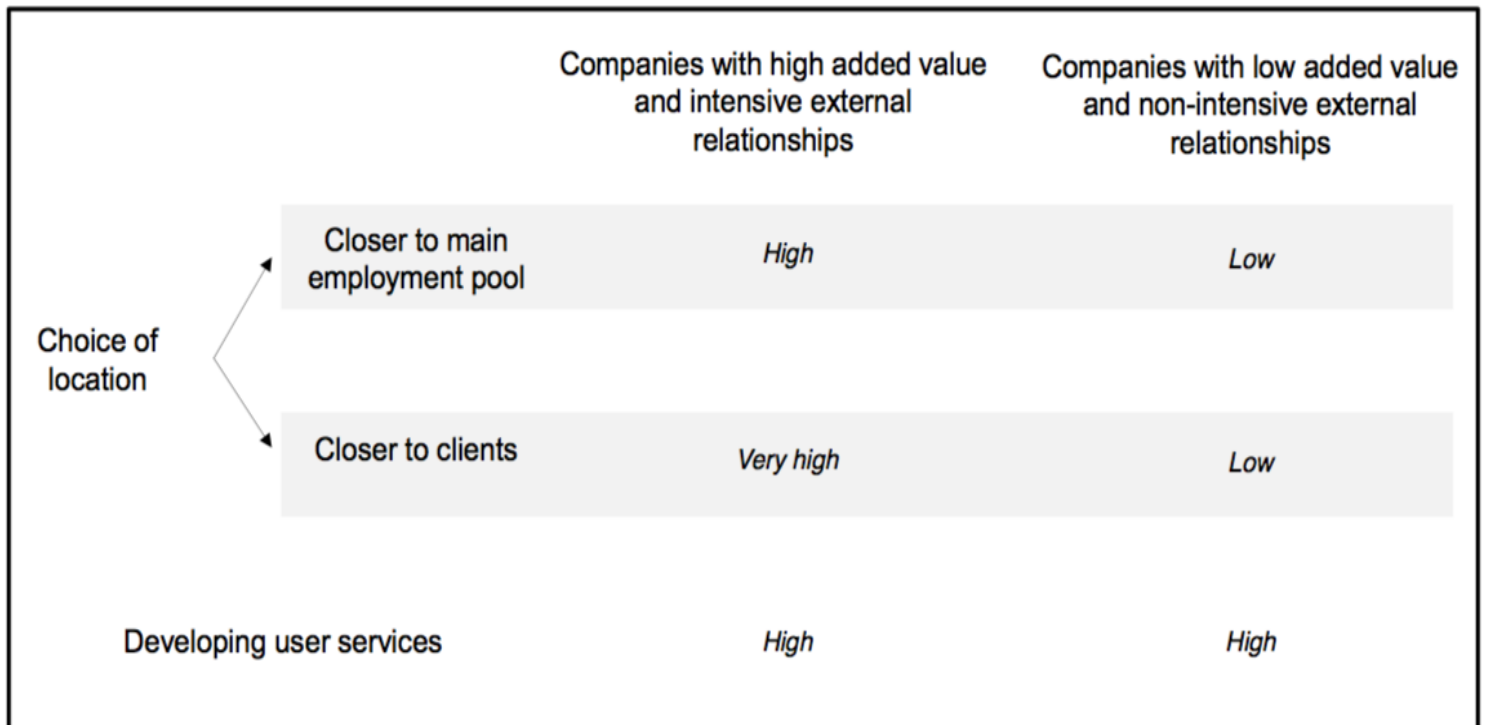 Companies with high added value
and intensive external
relationships
Companies with low added value
and non-intensive external
relationships
Closer to main
employment pool
High
Low
Choice of
location
Closer to clients
Very high
Low
Developing user services
High
High